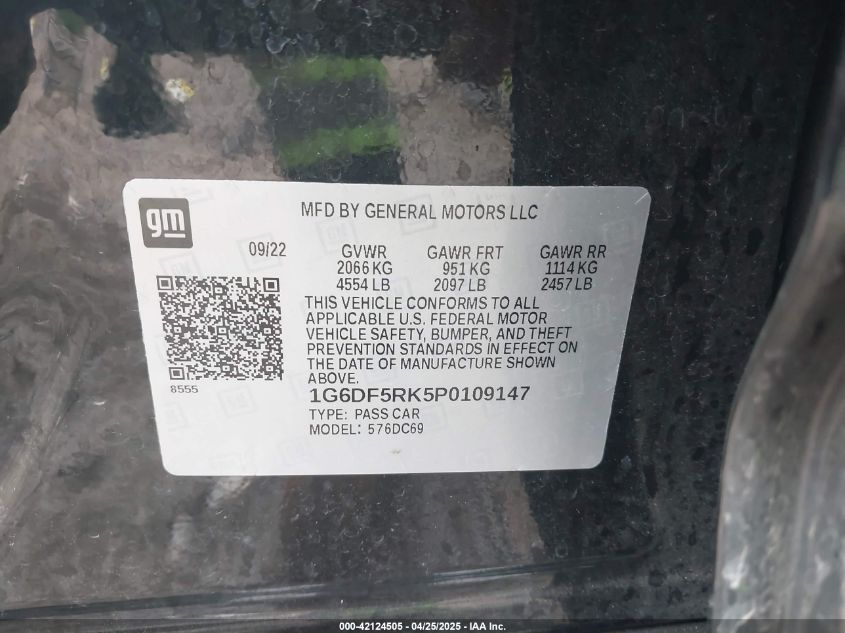 gm
MFD BY GENERAL MOTORS LLC
09/22 GVWR GAWR FRT GAWR RR
2066 KG 951 KG 1114 KG
4554 LB 2097 LB 2457 LB
THIS VEHICLE CONFORMS TO ALL
APPLICABLE U.S. FEDERAL MOTOR
VEHICLE SAFETY, BUMPER, AND THEFT
PREVENTION STANDARDS IN EFFECT ON
THE DATE OF MANUFACTURE SHOWN
ABOVE.
8555
1G6DF5RK5P0109147
TYPE: PASS CAR
MODEL: 576DC69
000-42124505 - 04/25/2025 - IAA Inc.